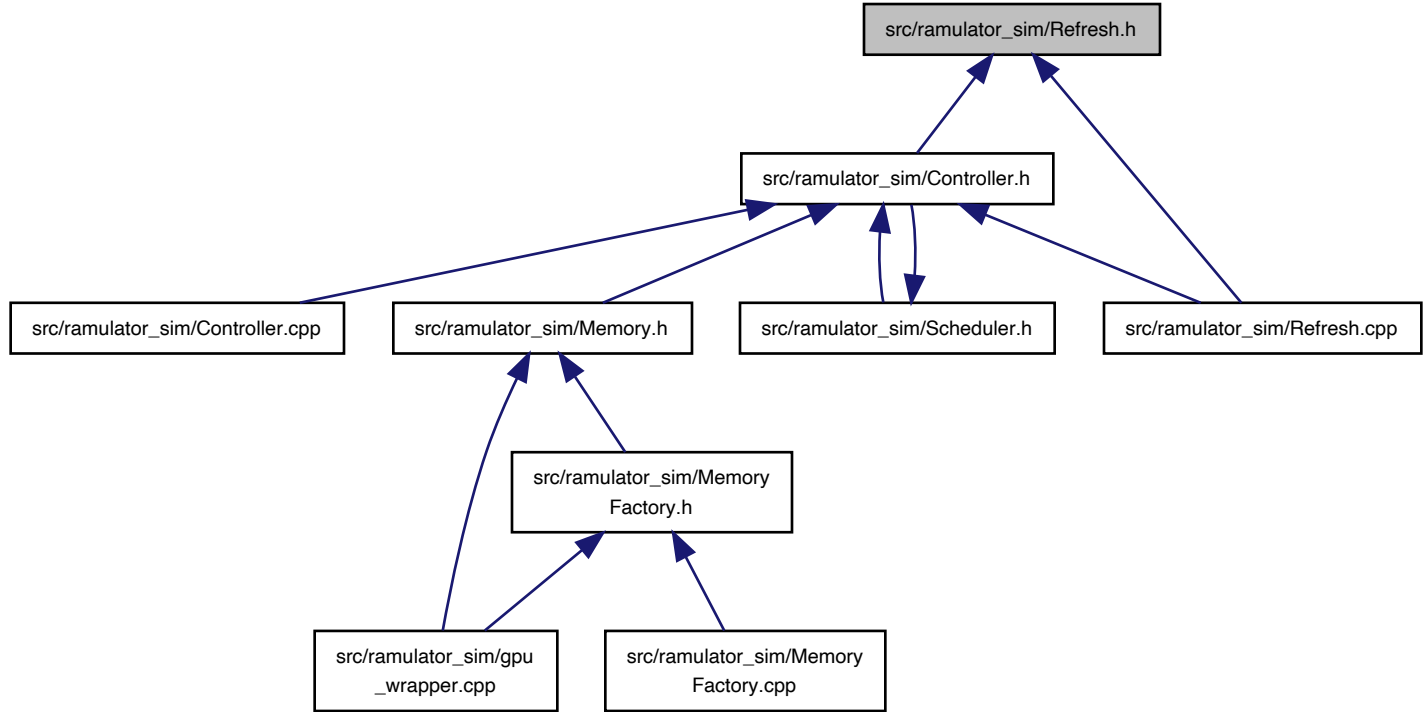 src/ramulator_sim/Refresh.h
src/ramulator_sim/Controller.h
src/ramulator_sim/Controller.cpp
src/ramulator_sim/Memory.h
src/ramulator_sim/Scheduler.h
src/ramulator_sim/Refresh.cpp
src/ramulator_sim/Memory
Factory.h
src/ramulator_sim/gpu
_wrapper.cpp
src/ramulator_sim/Memory
Factory.cpp